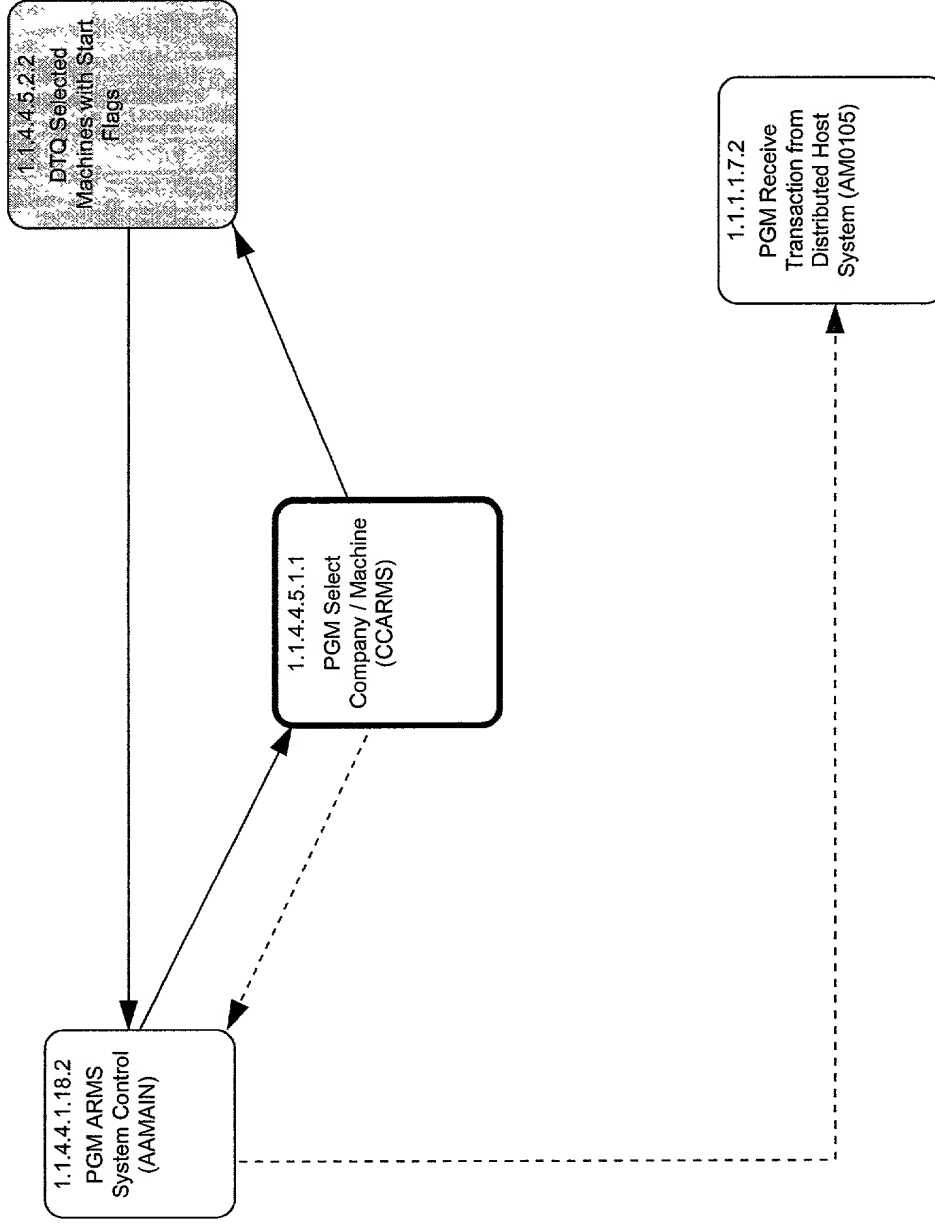 1.1.4.4.1.18.2
PGM ARMS
System Control
(AAMAIN)
1.1.4.4.5.1.1
PGM Select
Company / Machine
(CCARMS)
1.1.4.4.5.2.2
DTQ Selected
Machines with Start
Flags
1.1.1.1.7.2
PGM Receive
Transaction from
Distributed Host
System (AM0105)